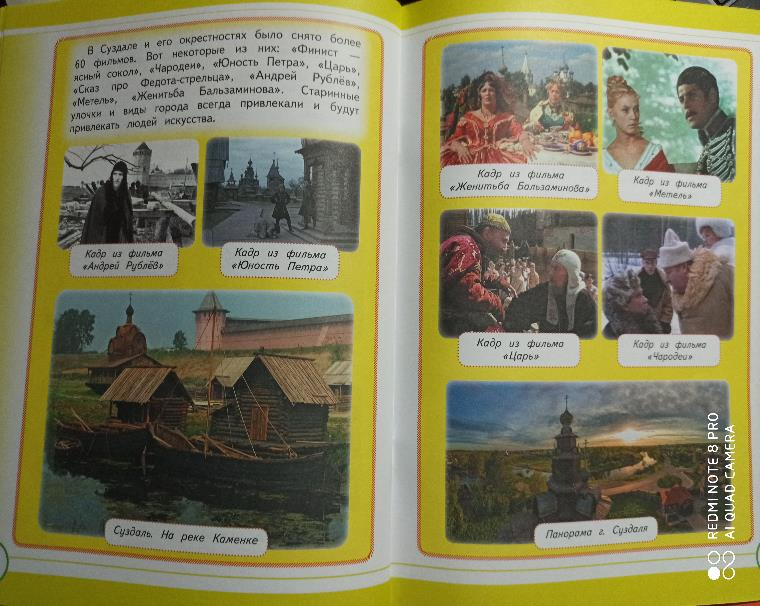 В Суздале и его окрестностях было снято более
60 фильмов. Вот некоторые из них: «Финист —
ясный сокол», «Чародеи», «Юность Петра», «Царь»,
«Сказ про Федота-стрельца», «Андрей Рублёв»,
«Метель», «Женитьба Бальзаминова». Старинные
улочки и виды города всегда привлекали и будут
привлекать людей искусства.
Кадр из фильма
«Андрей Рублёв»
Кадр из фильма
«Юность Петра»
Суздаль. На реке Каменке
Кадр из фильма
«Женитьба Бальзаминова»
Кадр из фильма
«Метель»
Кадр из фильма
«Царь»
Кадр из фильма
«Чародеи»
Панорама г. Суздаля
REDMI NOTE 8 PRO
AI QUAD CAMERA